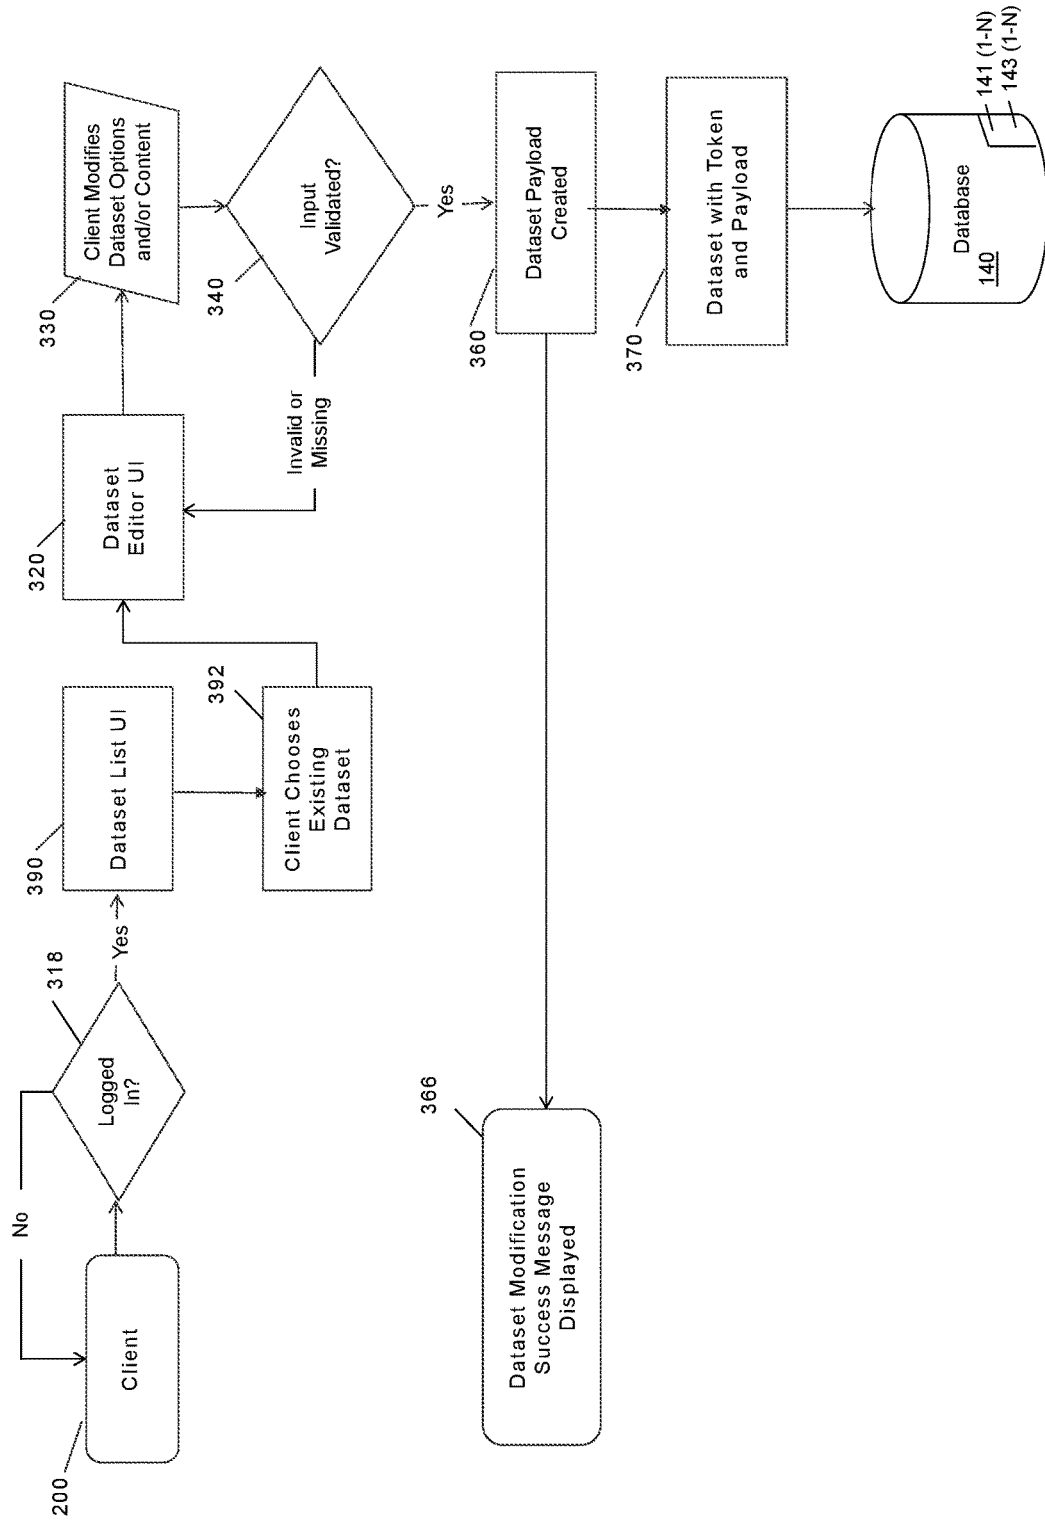 200
Client
No
Logged
In?
318
Yes
390
Dataset List UI
392
Client Chooses
Existing
Dataset
320
Dataset
Editor UI
330
Client Modifies
Dataset Options
and/or Content
340
Input
Validated?
Invalid or
Missing
Yes
360
Dataset Payload
Created
366
Dataset Modification
Success Message
Displayed
370
Dataset with Token
and Payload
Database
140
141 (1-N)
143 (1-N)